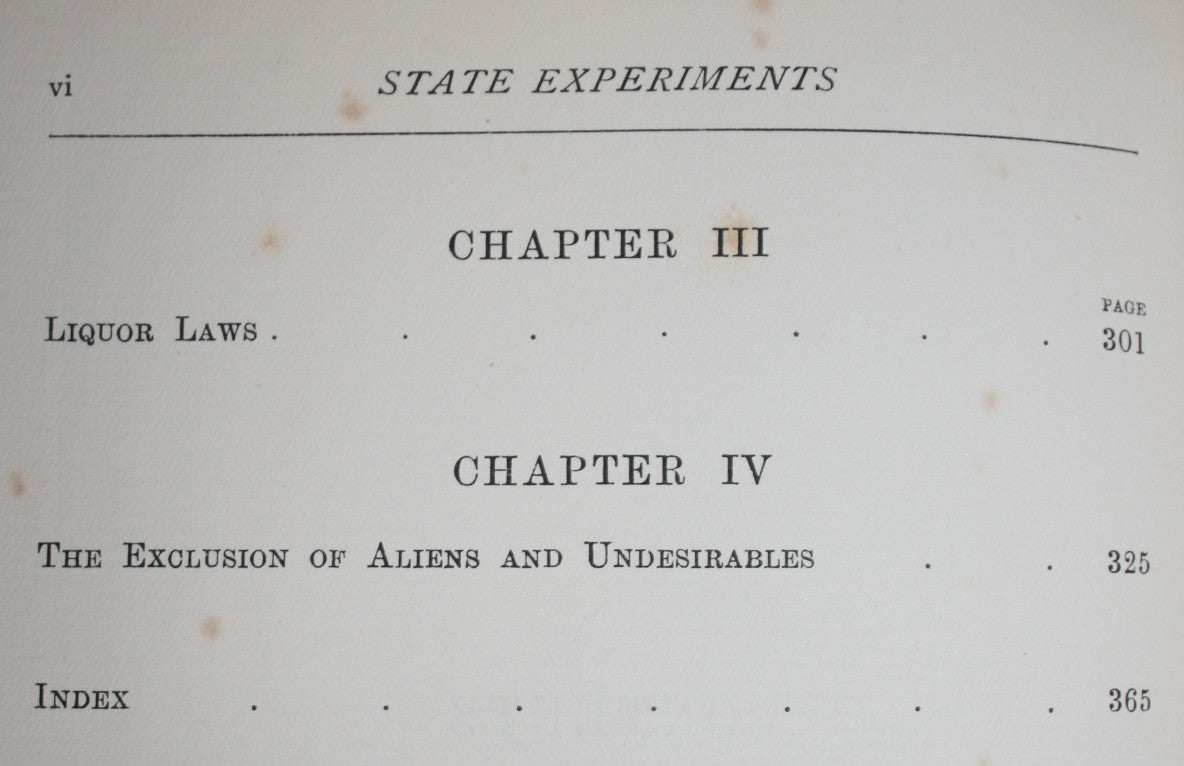 vi STATE EXPERIMENTS
CHAPTER III
PAGE
LIQUOR LAWS . . . . . . . 301
CHAPTER IV
THE EXCLUSION OF ALIENS AND UNDESIRABLES . . 325
INDEX . . . . . . . 365